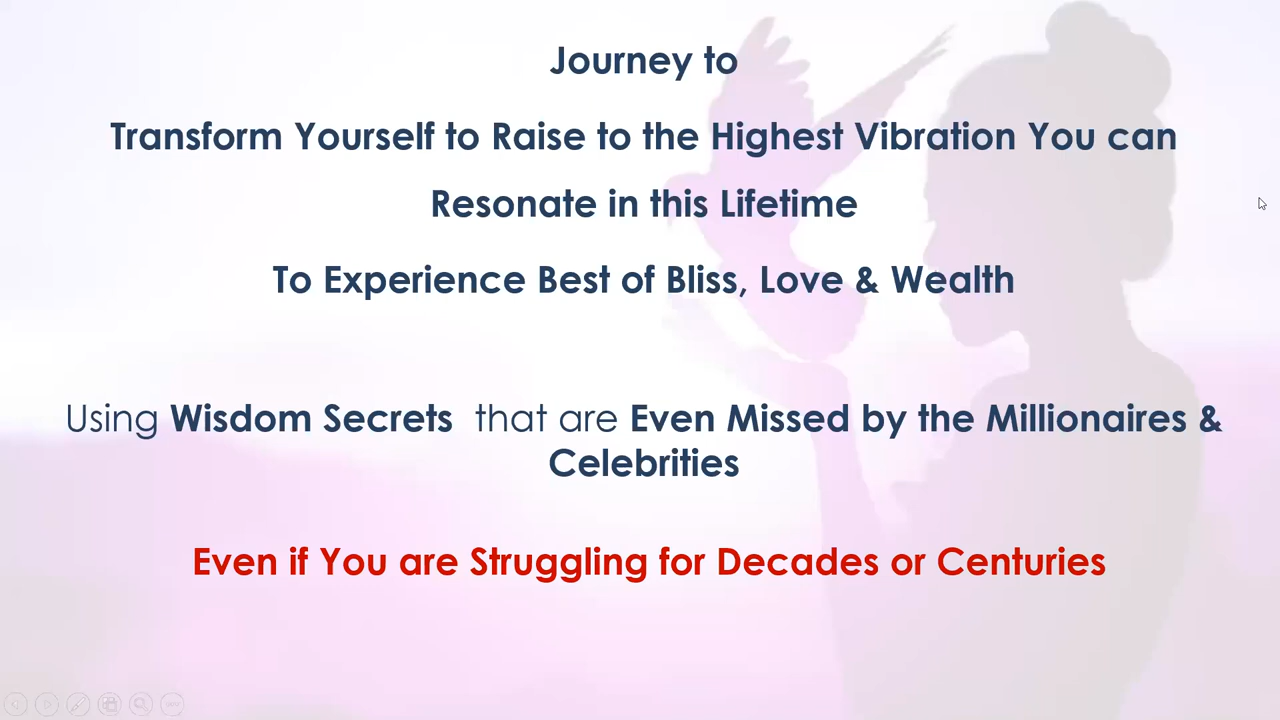 Journey to
Transform Yourself to Raise to the Highest Vibration You can
Resonate in this Lifetime
To Experience Best of Bliss, Love & Wealth
Using Wisdom Secrets that are Even Missed by the Millionaires &
Celebrities
Even if You are Struggling for Decades or Centuries